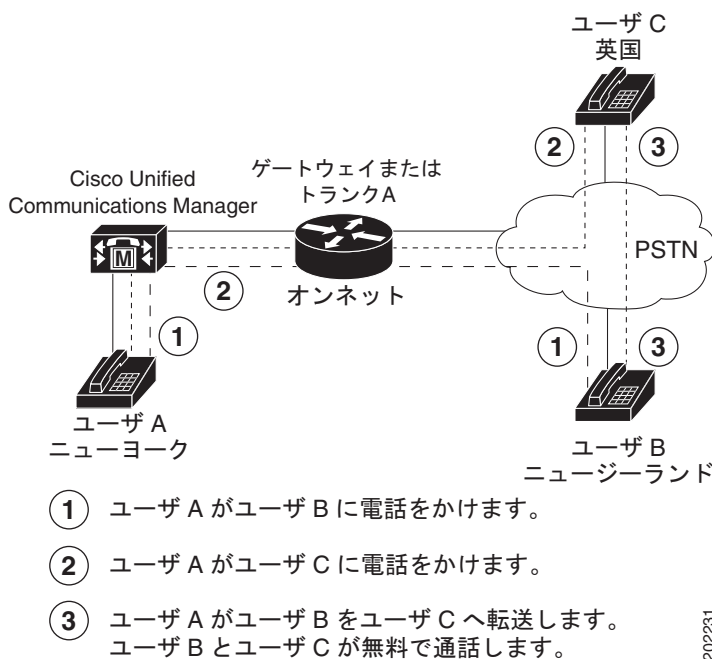 ユーザ C
英国
2
3
ゲートウェイまたは
トランクA
Cisco Unified
Communications Manager
M
PSTN
2
オンネット
1
1
3
ユーザ A
ニューヨーク
ユーザ B
ニュージーランド
1 ユーザ A がユーザ B に電話をかけます。
2 ユーザ A がユーザ C に電話をかけます。
3 ユーザ A がユーザ B をユーザ C へ転送します。
ユーザ B とユーザ C が無料で通話します。
202231